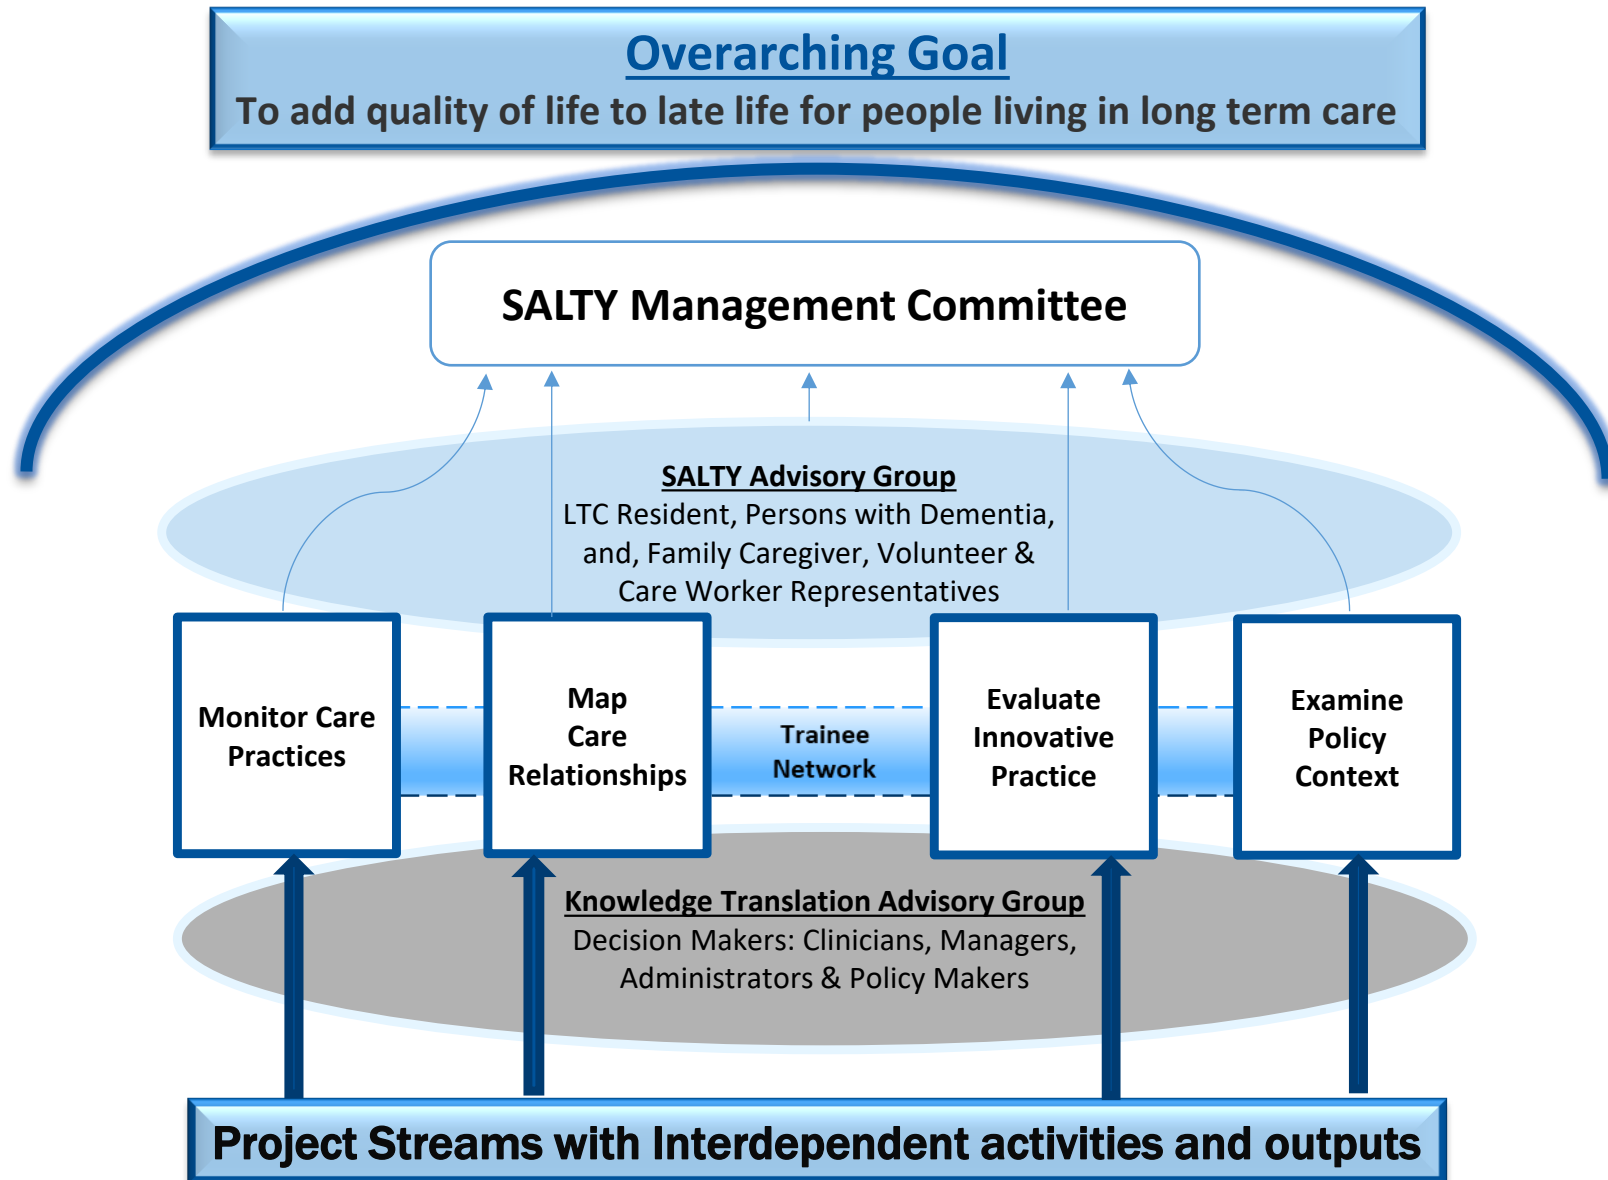 Overarching Goal
To add quality of life to late life for people living in long term care
SALTY Management Committee
SALTY Advisory Group
LTC Resident, Persons with Dementia,
and, Family Caregiver, Volunteer &
Care Worker Representatives
Monitor Care
Practices
Map
Care
Relationships
Trainee
Network
Evaluate
Innovative
Practice
Examine
Policy
Context
Knowledge Translation Advisory Group
Decision Makers: Clinicians, Managers,
Administrators & Policy Makers
Project Streams with Interdependent activities and outputs